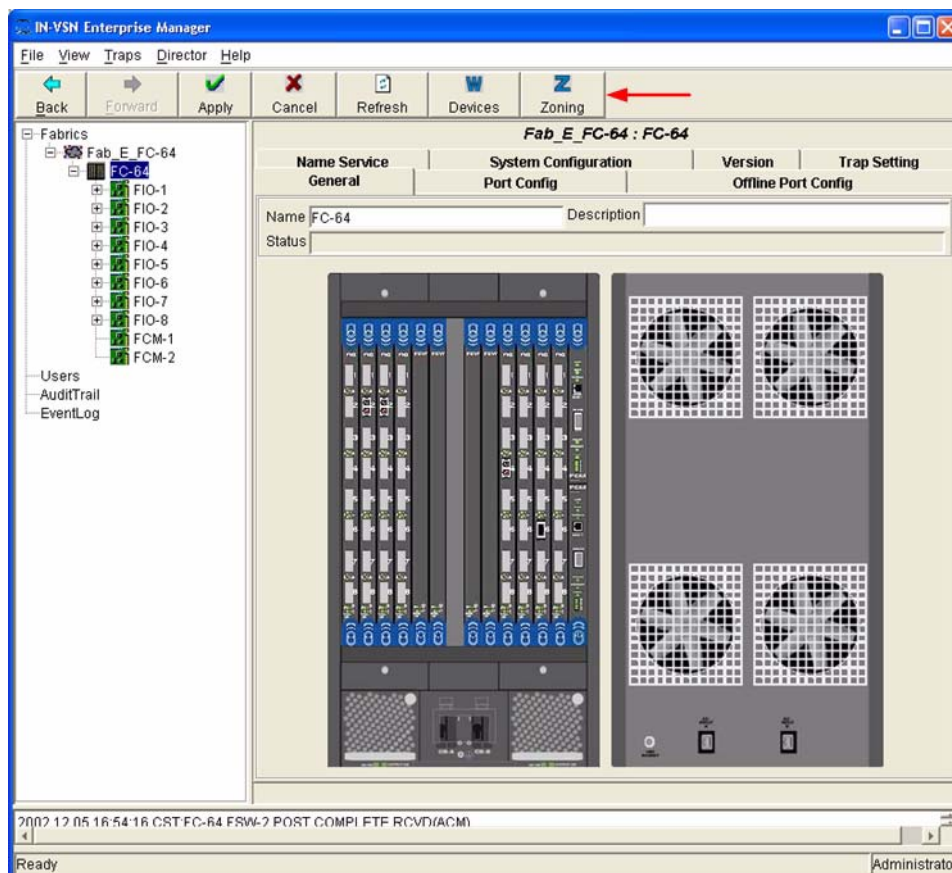 IN-VSN Enterprise Manager
File View Traps Director Help
Back Forward Apply Cancel Refresh Devices Zoning
Fabrics
Fab_E_FC-64
FC-64
FIO-1
FIO-2
FIO-3
FIO-4
FIO-5
FIO-6
FIO-7
FIO-8
FCM-1
FCM-2
Users
AuditTrail
EventLog
Fab_E_FC-64 : FC-64
Name Service System Configuration Version Trap Setting
General Port Config Offline Port Config
Name FC-64 Description
Status
2002.12.05 16:54:16 CST:FC-64 FSW-2 POST COMPLETE RCVD(ACM)
Ready Administrato